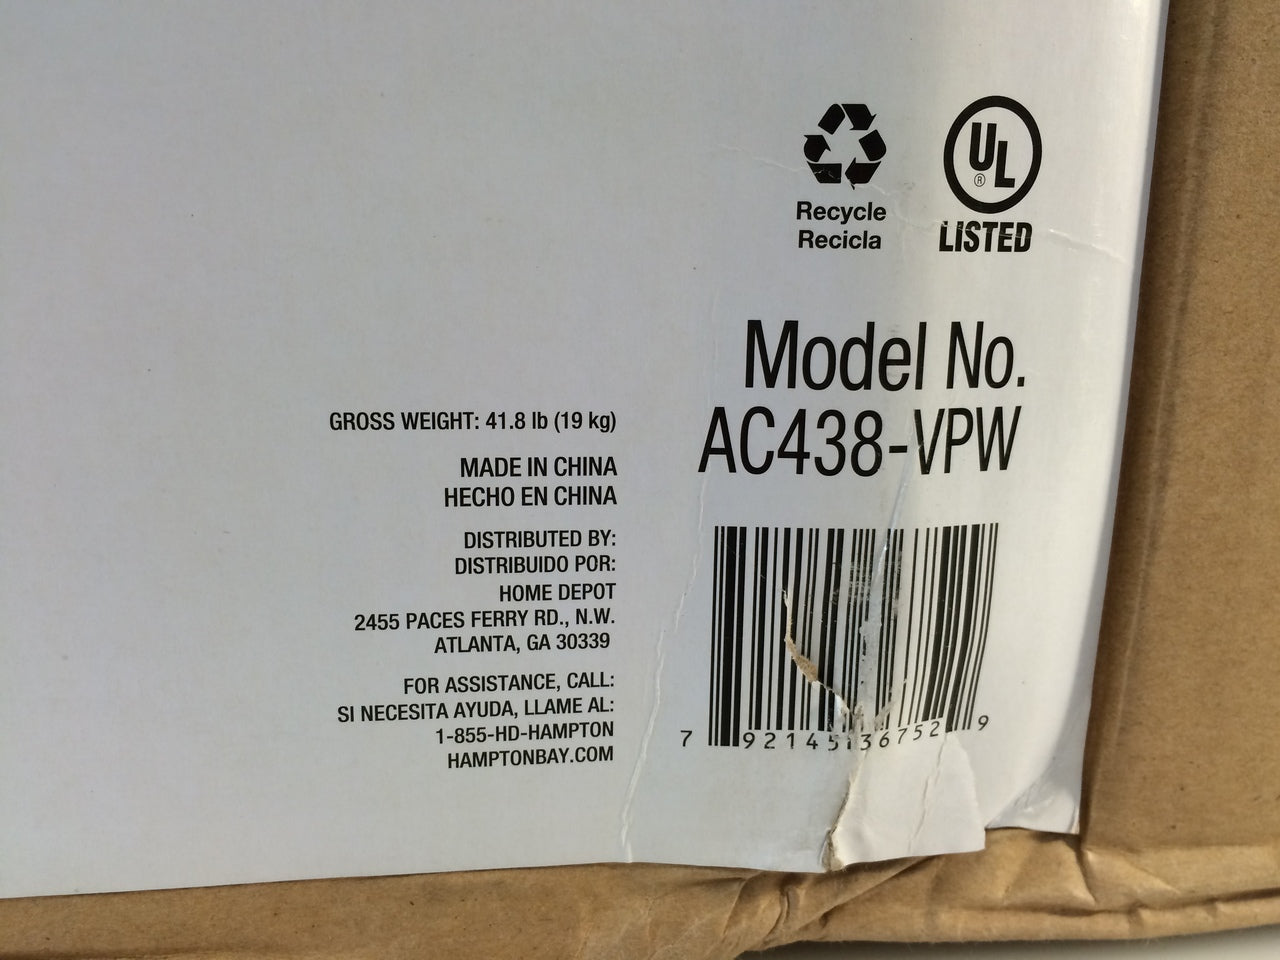 Recycle
Recicla
UL
®
LISTED
Model No.
AC438-VPW
GROSS WEIGHT: 41.8 lb (19 kg)
MADE IN CHINA
HECHO EN CHINA
DISTRIBUTED BY:
DISTRIBUIDO POR:
HOME DEPOT
2455 PACES FERRY RD., N.W.
ATLANTA, GA 30339
FOR ASSISTANCE, CALL:
SI NECESITA AYUDA, LLAME AL:
1-855-HD-HAMPTON
HAMPTONBAY.COM
7 92145 36752 9